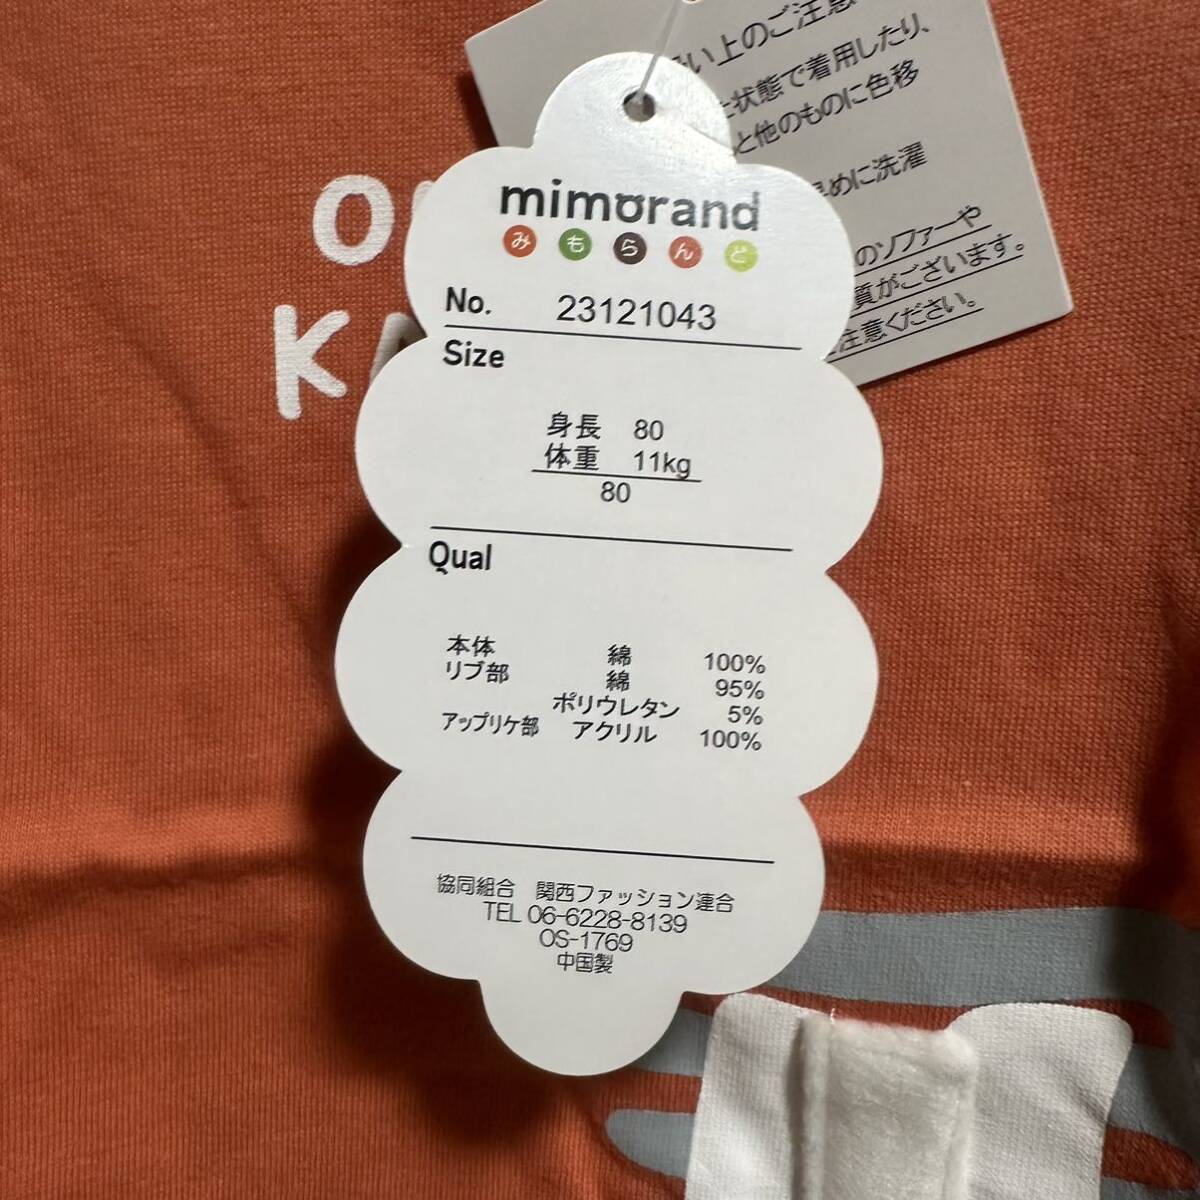 い上のご注意
状態で着用したり、
と他のものに色移
めに洗濯
のソファーや
質がございます。
注意ください。
mimorand
みもらんど
No. 23121043
Size
身長 80
体重 11kg
80
Qual
本体 綿 100%
リブ部 綿 95%
ポリウレタン 5%
アップリケ部 アクリル 100%
協同組合 関西ファッション連合
TEL 06-6228-8139
OS-1769
中国製
O
K